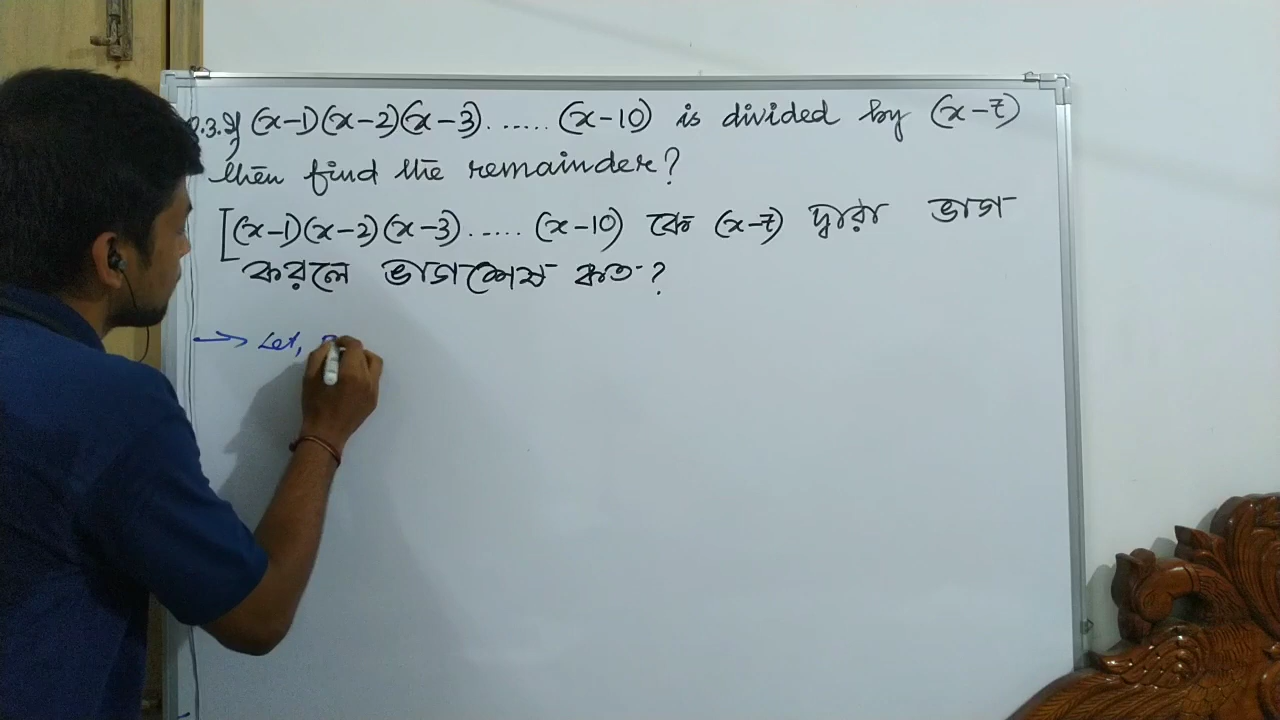 Q.3. If (x-1)(x-2)(x-3)......(x-10) is divided by (x-7)
then find the remainder?
[(x-1)(x-2)(x-3)......(x-10) কে (x-7) দ্বারা ভাগ
করলে ভাগশেষ কত?
→ Let,